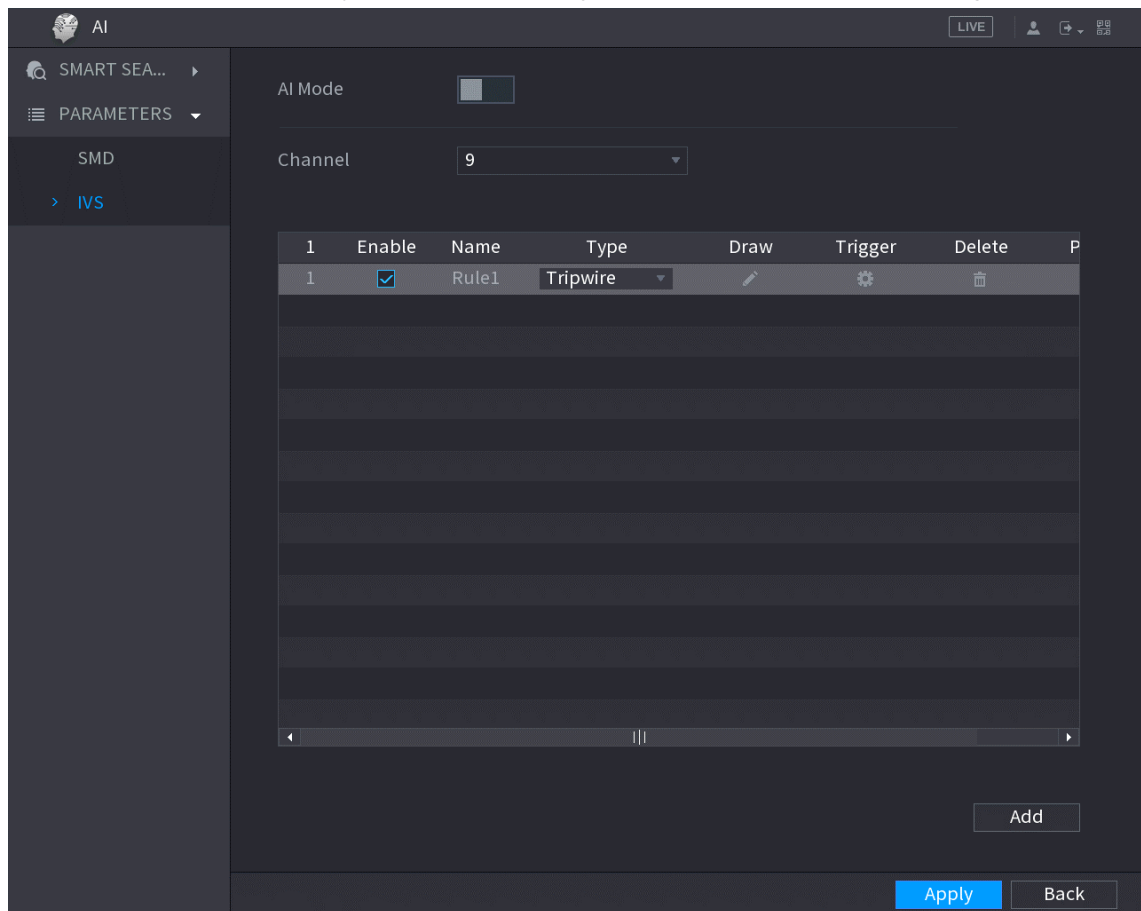 AI
LIVE
SMART SEA...
PARAMETERS
SMD
IVS
AI Mode
Channel 9
1 Enable Name Type Draw Trigger Delete P
1 Rule1 Tripwire
Add
Apply Back